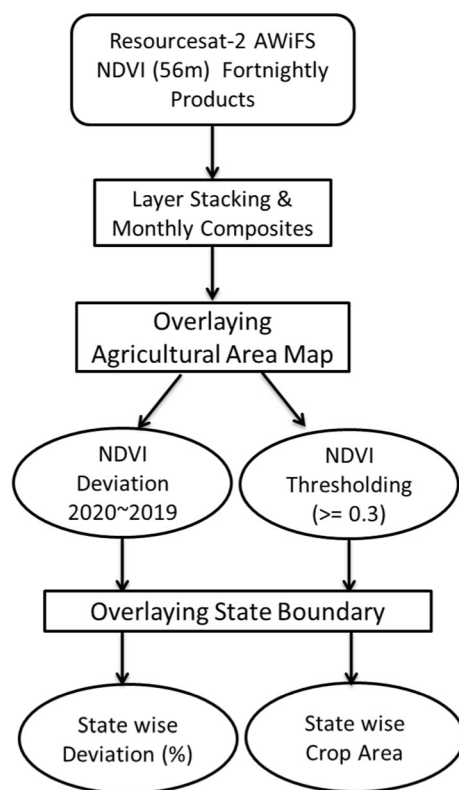 Resourcesat-2 AWiFS
NDVI (56m) Fortnightly
Products
Layer Stacking &
Monthly Composites
Overlaying
Agricultural Area Map
NDVI
Deviation
2020~2019
NDVI
Thresholding
(>= 0.3)
Overlaying State Boundary
State wise
Deviation (%)
State wise
Crop Area